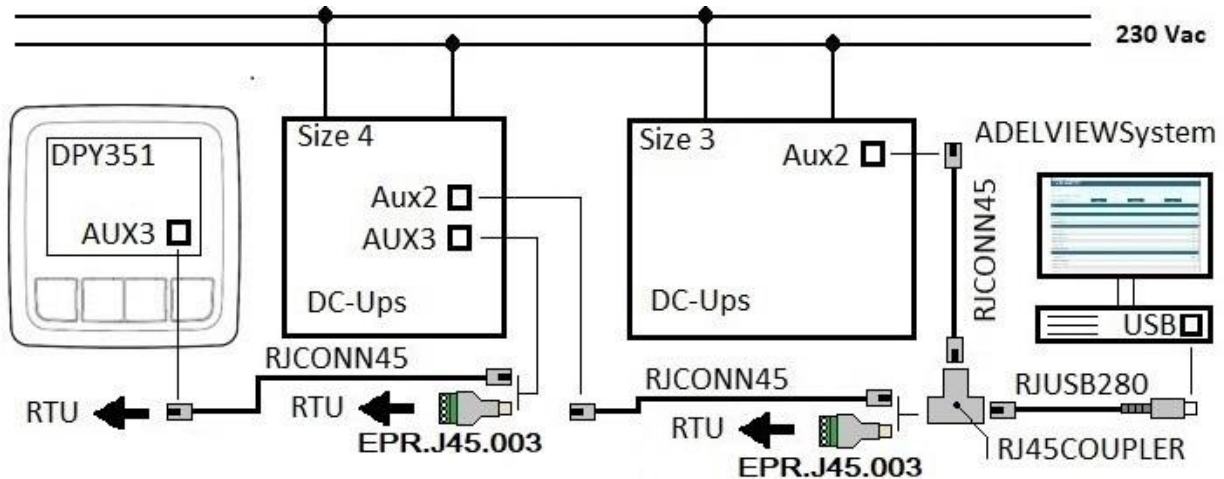 230 Vac
DPY351
AUX3
Size 4
Aux2
AUX3
DC-Ups
Size 3
Aux2
DC-Ups
ADELVIEWSystem
RJCONN45
USB
RJCONN45
RTU
RTU
EPR.J45.003
RJCONN45
RTU
EPR.J45.003
RJUSB280
RJ45COUPLER